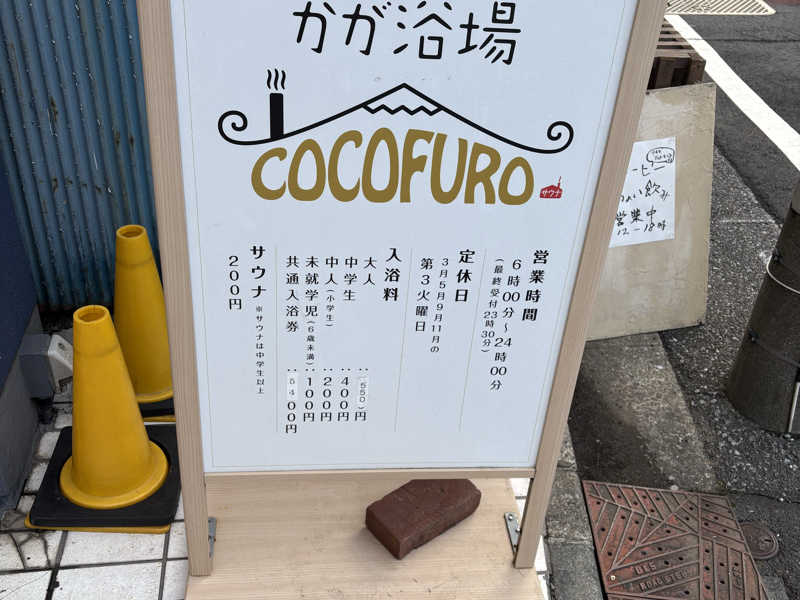 かが浴場
COCOFURO
サウナ
営業時間
6時00分～24時00分
(最終受付23時30分)
定休日
3月5月9月11月の
第3火曜日
入浴料
大人：550円
中学生：400円
中人(小学生)：200円
未就学児(6歳未満)：100円
共通入浴券：5400円
サウナ ※サウナは中学生以上
200円
営業中
12-18時